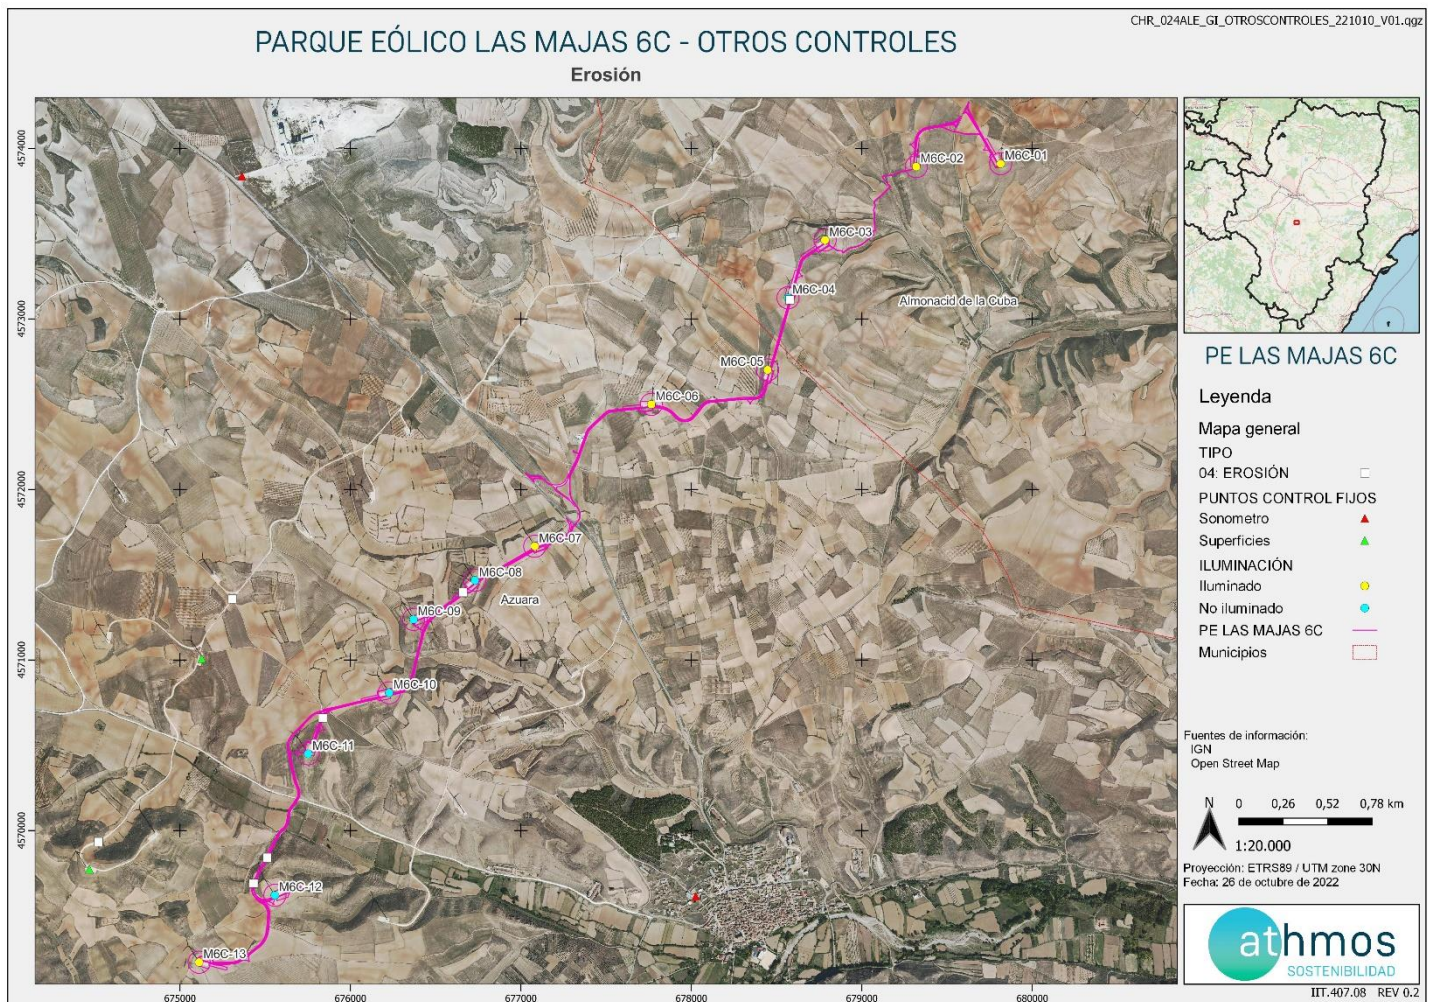 CHR_024ALE_GI_OTROSCONTROLES_221010_V01.qgz
PARQUE EÓLICO LAS MAJAS 6C - OTROS CONTROLES
Erosión
4574000
4573000
4572000
4571000
4570000
M6C-02
M6C-01
M6C-03
M6C-04
Almonacid de la Cuba
M6C-05
M6C-06
M6C-07
M6C-08
Azuara
M6C-09
M6C-10
M6C-11
M6C-12
M6C-13
675000
676000
677000
678000
679000
680000
PE LAS MAJAS 6C
Leyenda
Mapa general
TIPO
04: EROSIÓN
PUNTOS CONTROL FIJOS
Sonometro
Superficies
ILUMINACIÓN
Iluminado
No iluminado
PE LAS MAJAS 6C
Municipios
Fuentes de información:
IGN
Open Street Map
N
0 0,26 0,52 0,78 km
1:20.000
Proyección: ETRS89 / UTM zone 30N
Fecha: 26 de octubre de 2022
athmos
SOSTENIBILIDAD
IIT.407.08 REV 0.2